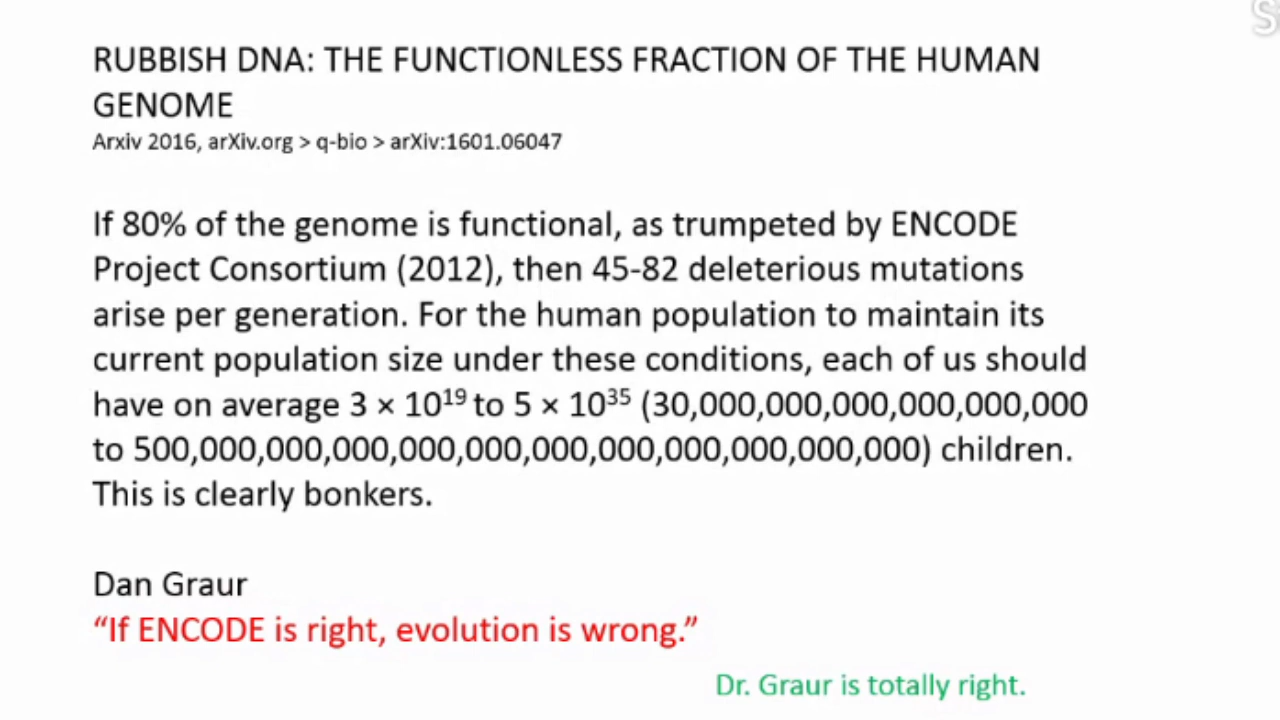 S
RUBBISH DNA: THE FUNCTIONLESS FRACTION OF THE HUMAN
GENOME
Arxiv 2016, arXiv.org > q-bio > arXiv:1601.06047
If 80% of the genome is functional, as trumpeted by ENCODE
Project Consortium (2012), then 45-82 deleterious mutations
arise per generation. For the human population to maintain its
current population size under these conditions, each of us should
have on average 3 × 10¹⁹ to 5 × 10³⁵ (30,000,000,000,000,000,000
to 500,000,000,000,000,000,000,000,000,000,000,000) children.
This is clearly bonkers.
Dan Graur
“If ENCODE is right, evolution is wrong.”
Dr. Graur is totally right.